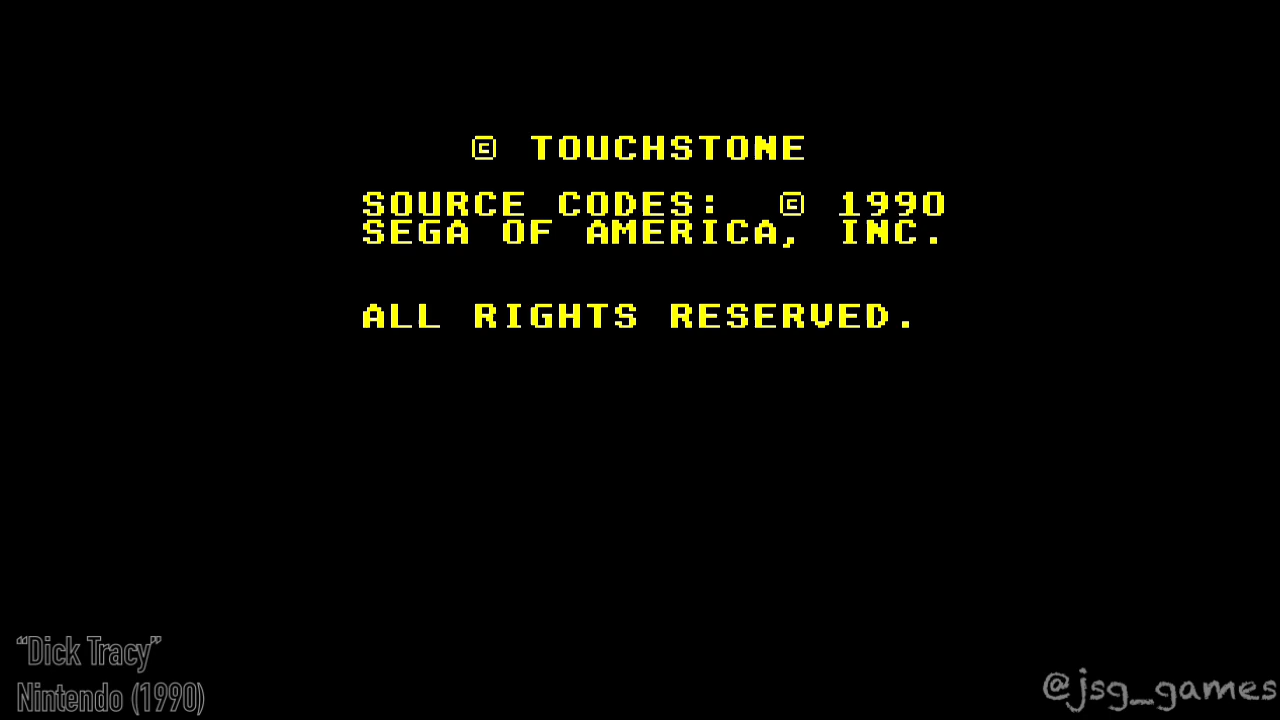 © TOUCHSTONE
SOURCE CODES: © 1990
SEGA OF AMERICA, INC.
ALL RIGHTS RESERVED.
“Dick Tracy”
Nintendo (1990)
@jsg_games